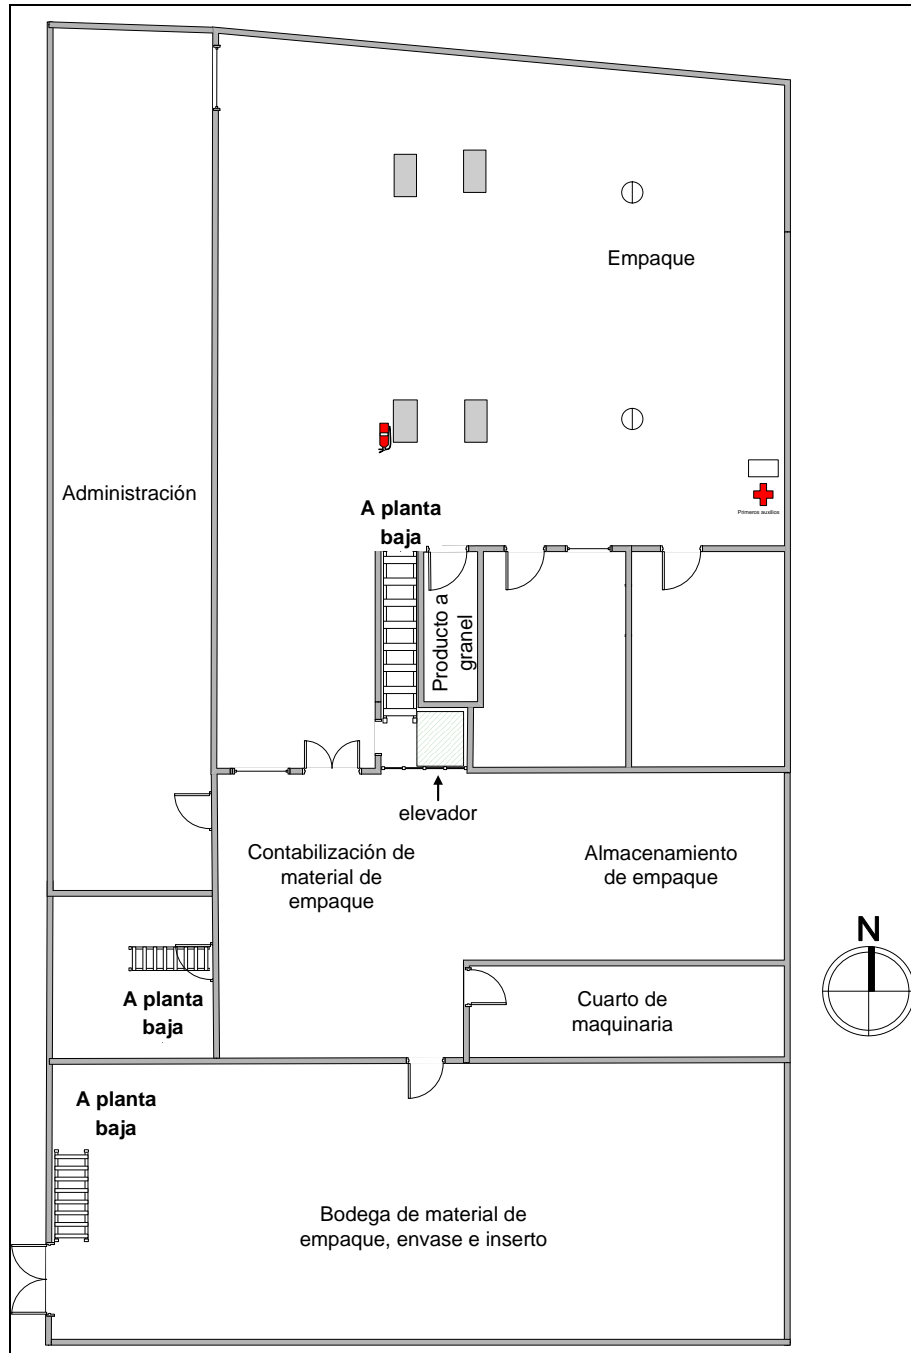 Empaque
Administración
Primeros auxilios
A planta
baja
Producto a
granel
elevador
Contabilización de
material de
empaque
Almacenamiento
de empaque
N
A planta
baja
Cuarto de
maquinaria
A planta
baja
Bodega de material de
empaque, envase e inserto